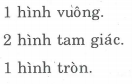 1 hình vuông.
2 hình tam giác.
1 hình tròn.